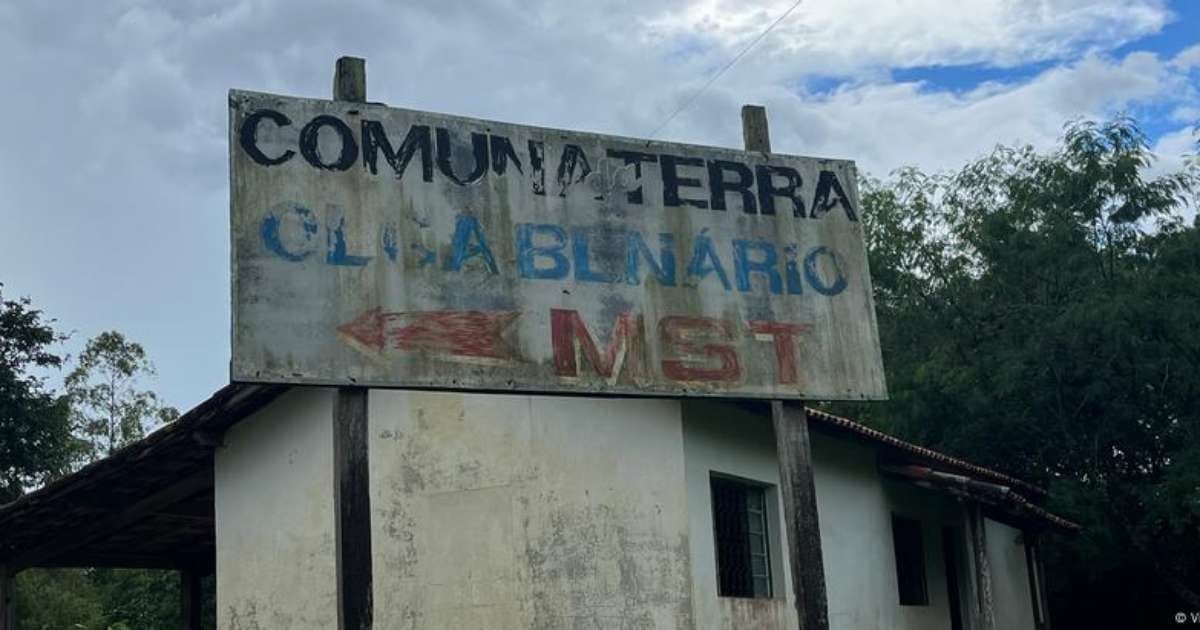 COMUNA TERRA
OLGA BENÁRIO
MST